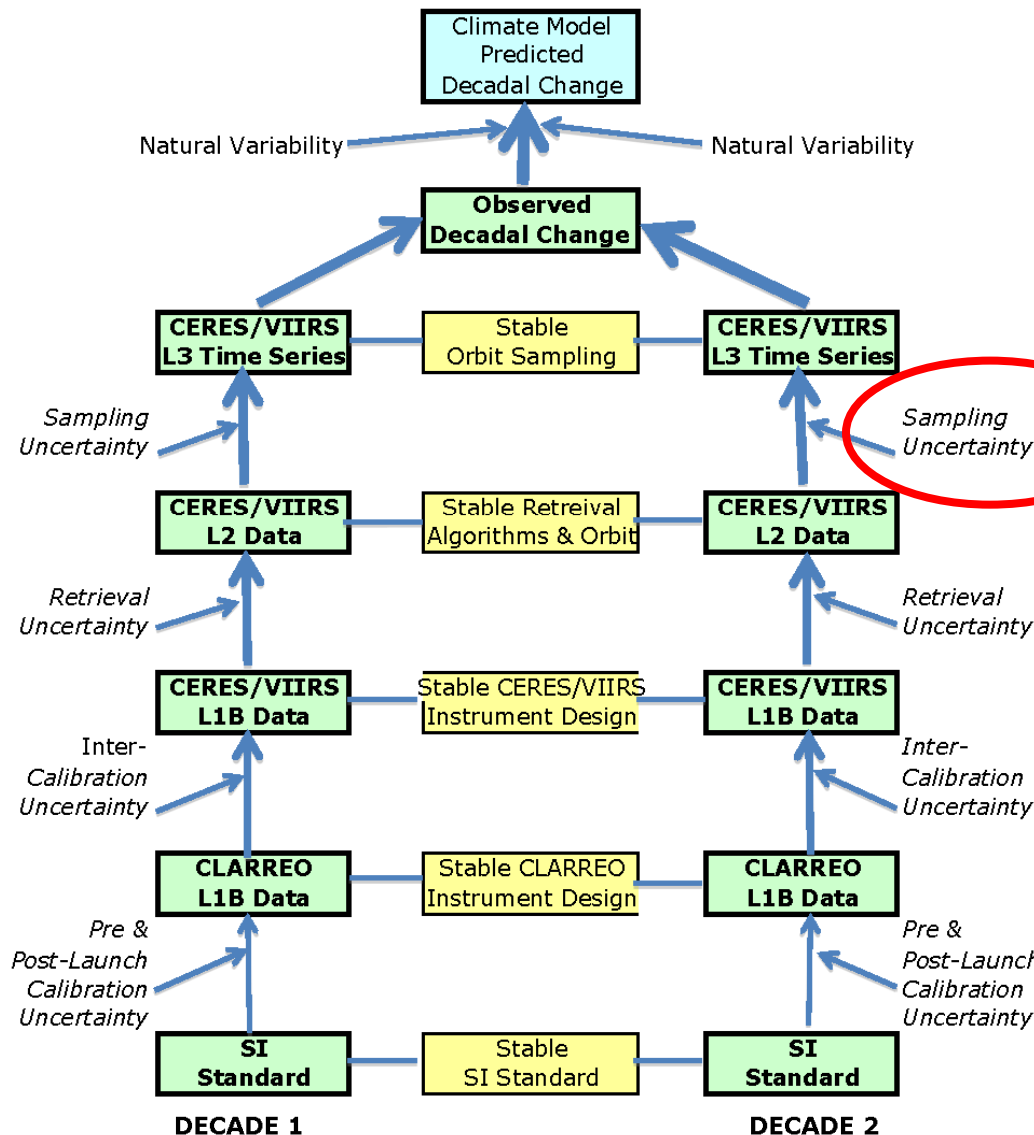 Climate Model
Predicted
Decadal Change
Natural Variability
Natural Variability
Observed
Decadal Change
CERES/VIIRS
L3 Time Series
Stable
Orbit Sampling
CERES/VIIRS
L3 Time Series
Sampling
Uncertainty
Sampling
Uncertainty
CERES/VIIRS
L2 Data
Stable Retreival
Algorithms & Orbit
CERES/VIIRS
L2 Data
Retrieval
Uncertainty
Retrieval
Uncertainty
CERES/VIIRS
L1B Data
Stable CERES/VIIRS
Instrument Design
CERES/VIIRS
L1B Data
Inter-
Calibration
Uncertainty
Inter-
Calibration
Uncertainty
CLARREO
L1B Data
Stable CLARREO
Instrument Design
CLARREO
L1B Data
Pre &
Post-Launch
Calibration
Uncertainty
Pre &
Post-Launch
Calibration
Uncertainty
SI
Standard
Stable
SI Standard
SI
Standard
DECADE 1
DECADE 2